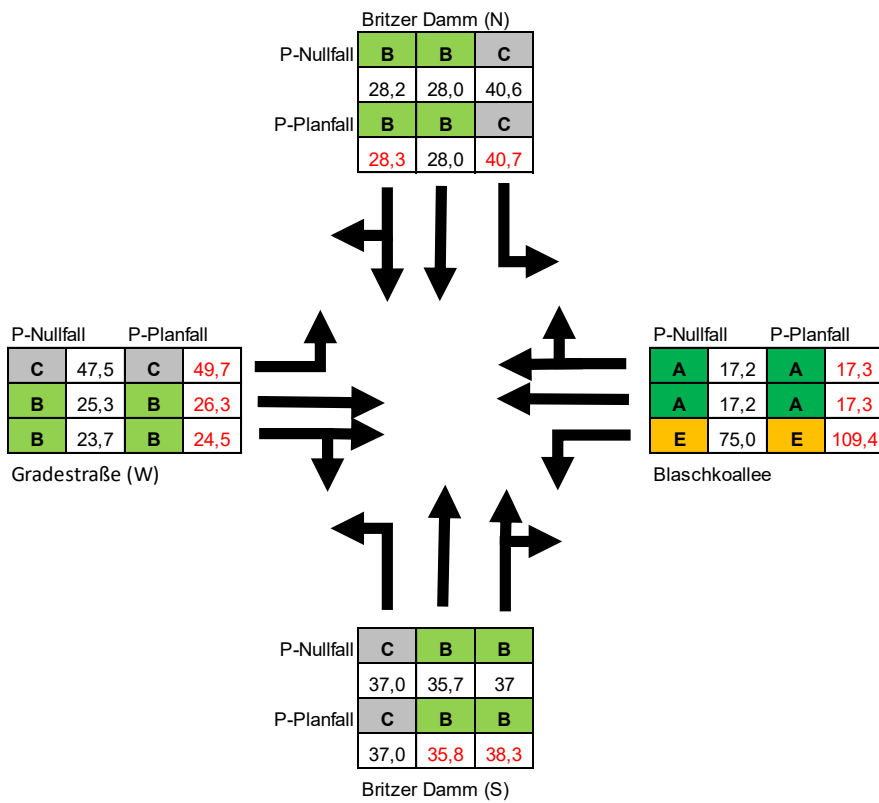 Britzer Damm (N)
P-Nullfall B B C
28,2 28,0 40,6
P-Planfall B B C
28,3 28,0 40,7
P-Nullfall P-Planfall
C 47,5 C 49,7
B 25,3 B 26,3
B 23,7 B 24,5
Gradestraße (W)
P-Nullfall P-Planfall
A 17,2 A 17,3
A 17,2 A 17,3
E 75,0 E 109,4
Blaschkoallee
P-Nullfall C B B
37,0 35,7 37
P-Planfall C B B
37,0 35,8 38,3
Britzer Damm (S)